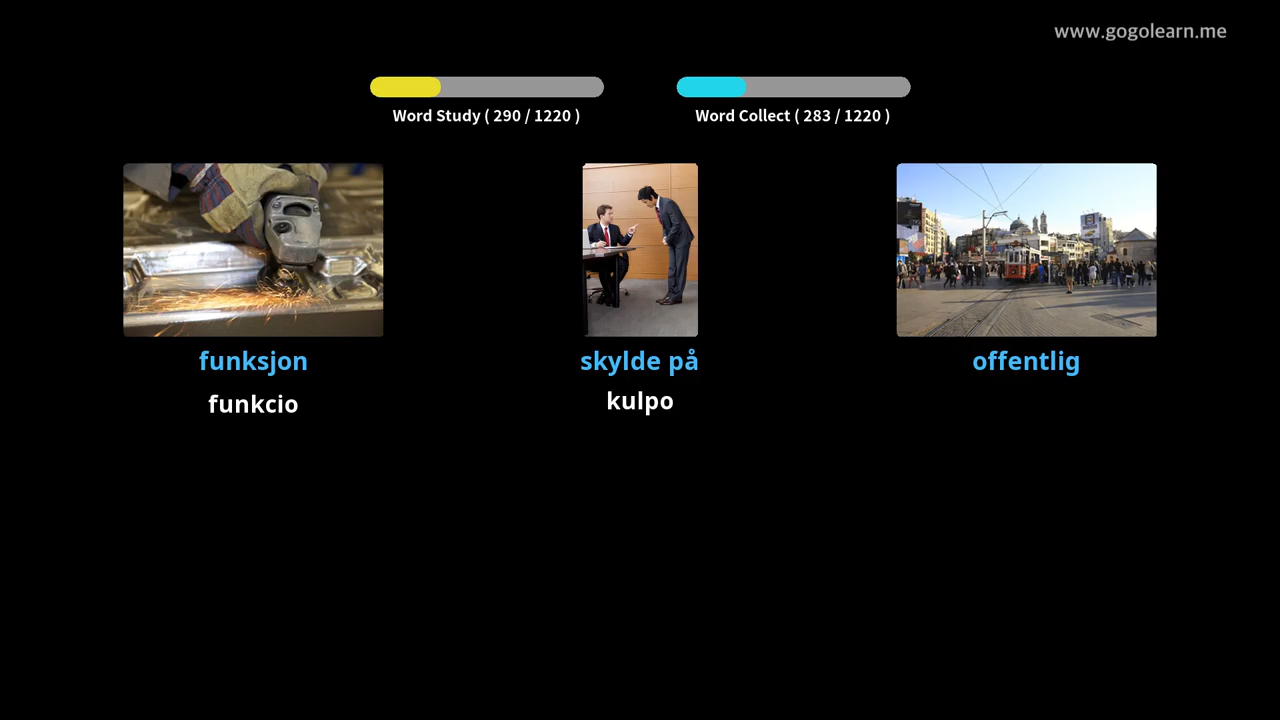 www.gogolearn.me
Word Study ( 290 / 1220 )
Word Collect ( 283 / 1220 )
funksjon
skylde på
offentlig
funkcio
kulpo